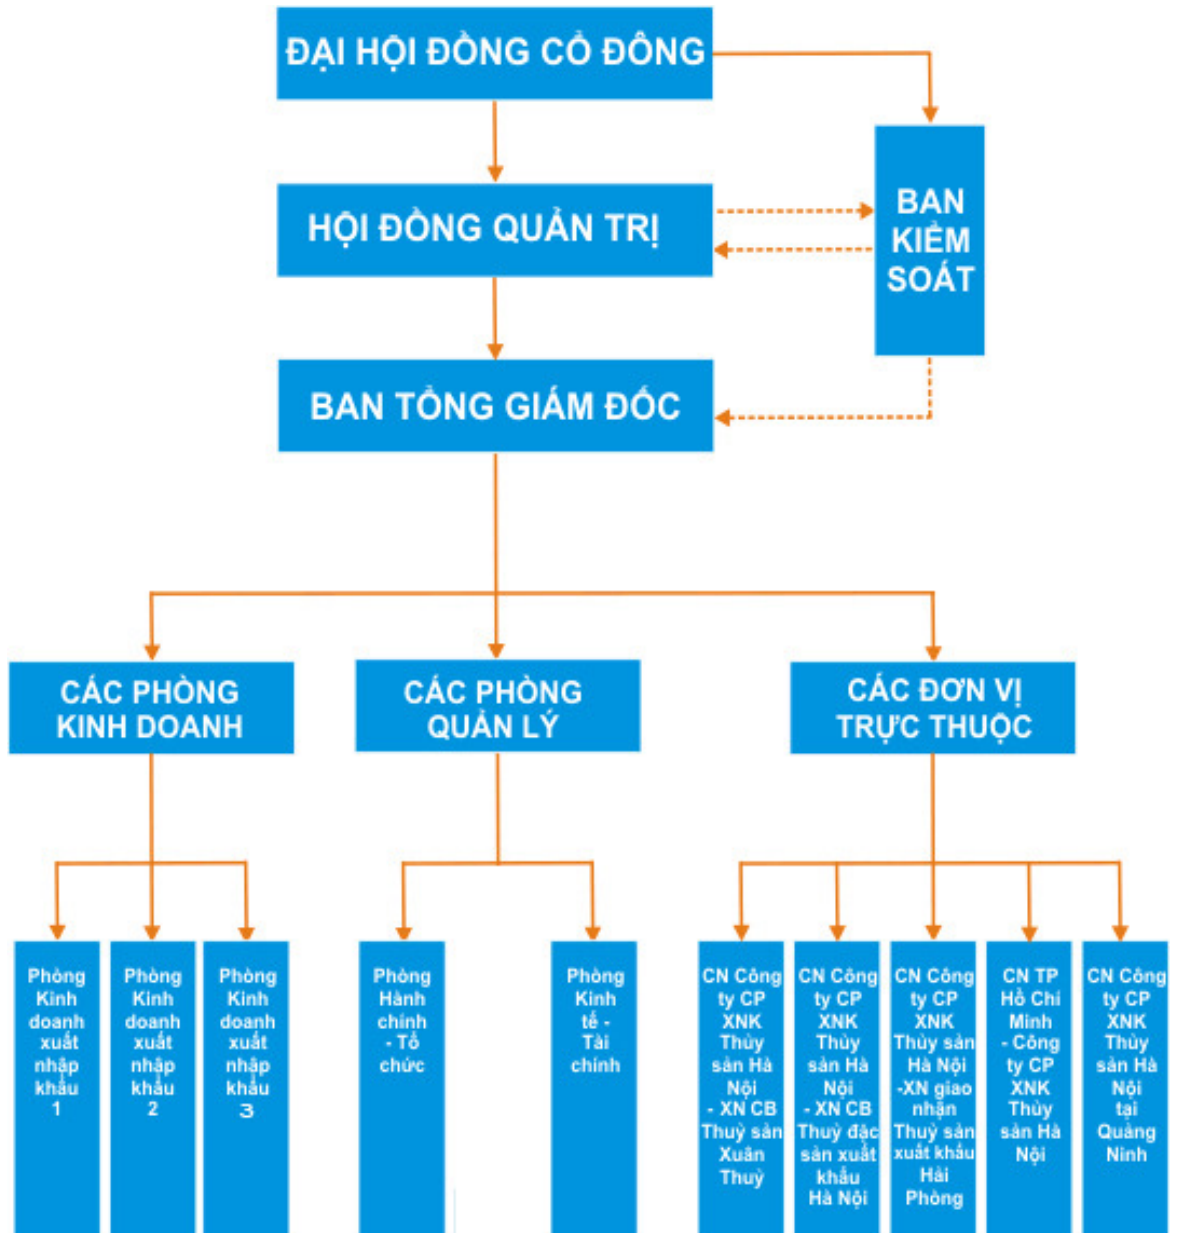 ĐẠI HỘI ĐỒNG CỔ ĐÔNG
BAN
KIỂM
SOÁT
HỘI ĐỒNG QUẢN TRỊ
BAN TỔNG GIÁM ĐỐC
CÁC PHÒNG
KINH DOANH
CÁC PHÒNG
QUẢN LÝ
CÁC ĐƠN VỊ
TRỰC THUỘC
Phòng
Kinh
doanh
xuất
nhập
khẩu
1
Phòng
Kinh
doanh
xuất
nhập
khẩu
2
Phòng
Kinh
doanh
xuất
nhập
khẩu
3
Phòng
Hành
chính
- Tổ
chức
Phòng
Kinh
tế -
Tài
chính
CN Công
ty CP
XNK
Thủy
sản Hà
Nội
- XN CB
Thuỷ sản
Xuân
Thuỷ
CN Công
ty CP
XNK
Thủy
sản Hà
Nội
- XN CB
Thuỷ đặc
sản xuất
khẩu
Hà Nội
CN Công
ty CP
XNK
Thủy sản
Hà Nội
-XN giao
nhận
Thuỷ sản
xuất khẩu
Hải
Phòng
CN TP
Hồ Chí
Minh
- Công
ty CP
XNK
Thủy
sản Hà
Nội
CN Công
ty CP
XNK
Thủy
sản Hà
Nội
tại
Quảng
Ninh